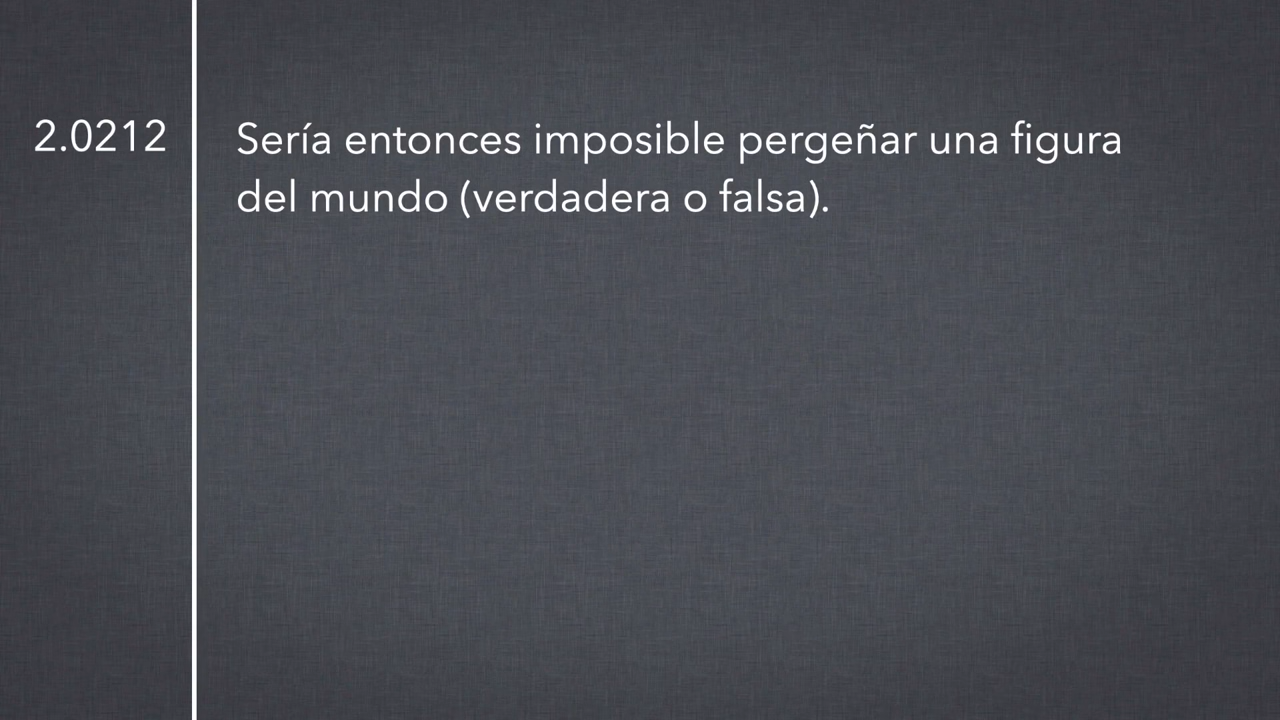 2.0212
Sería entonces imposible pergeñar una figura
del mundo (verdadera o falsa).